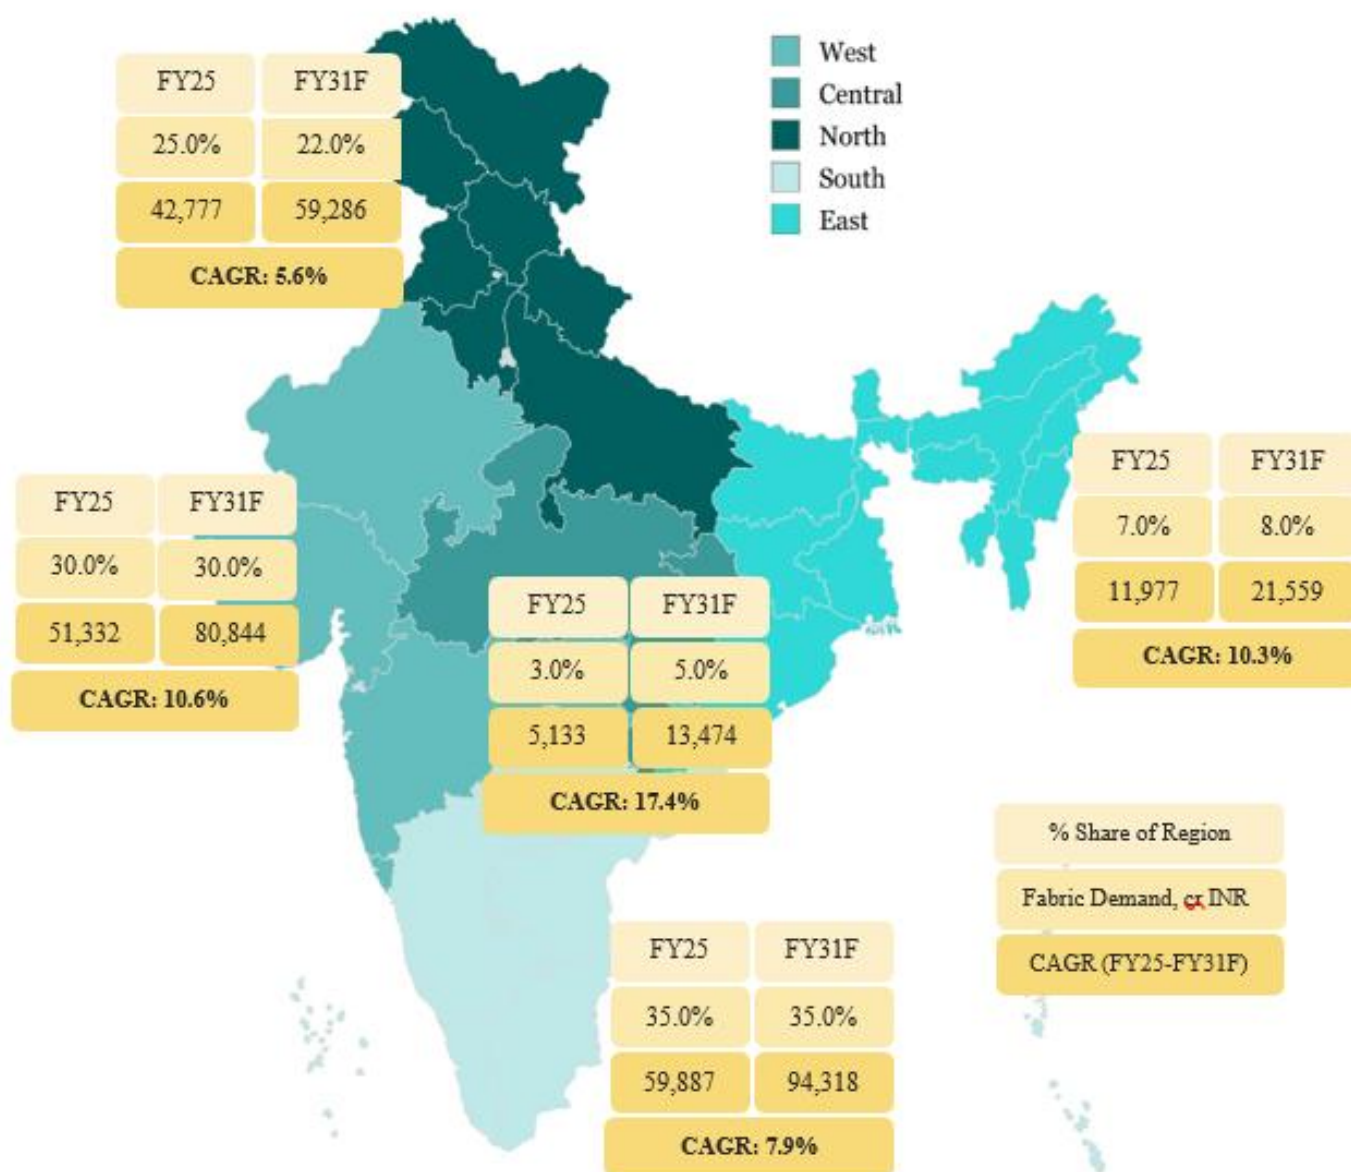 FY25 FY31F
25.0% 22.0%
42,777 59,286
CAGR: 5.6%
West
Central
North
South
East
FY25 FY31F
30.0% 30.0%
51,332 80,844
CAGR: 10.6%
FY25 FY31F
3.0% 5.0%
5,133 13,474
CAGR: 17.4%
FY25 FY31F
7.0% 8.0%
11,977 21,559
CAGR: 10.3%
FY25 FY31F
35.0% 35.0%
59,887 94,318
CAGR: 7.9%
% Share of Region
Fabric Demand, cr INR
CAGR (FY25-FY31F)